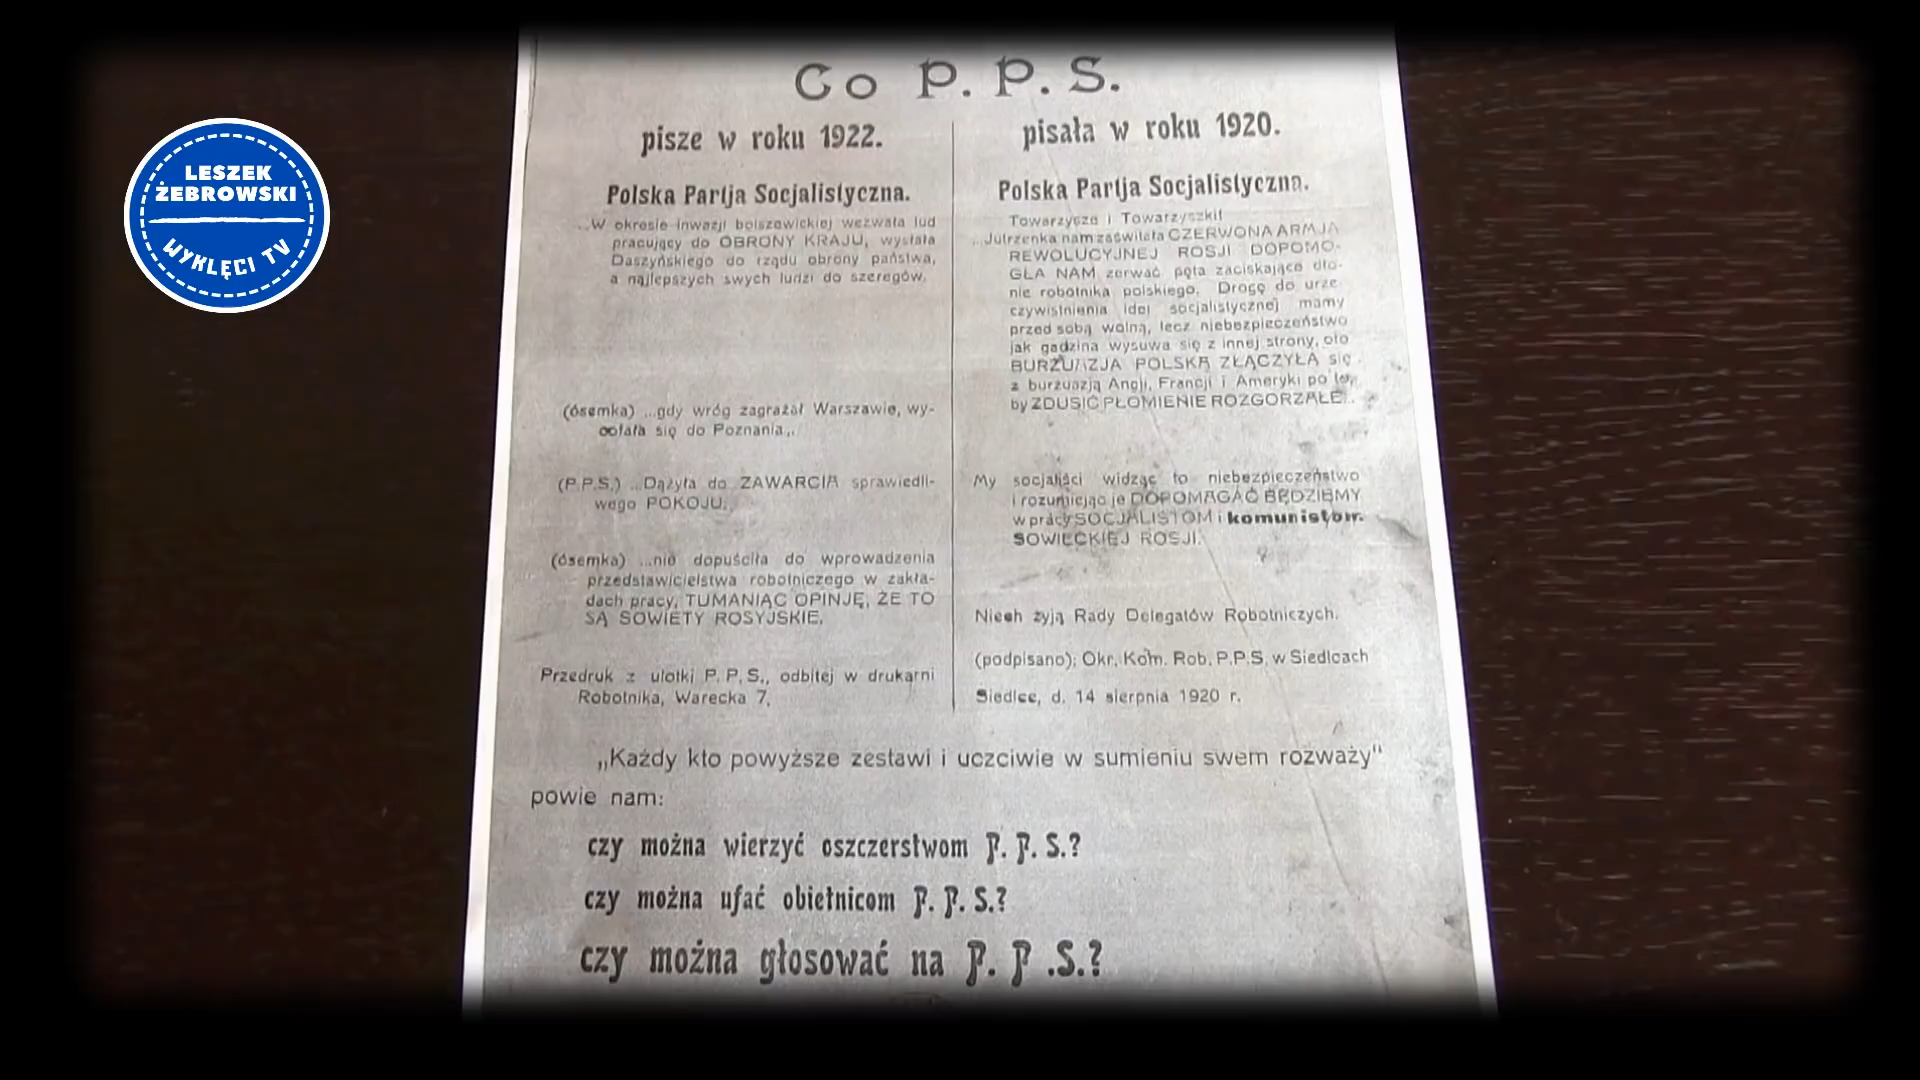 LESZEK
ŻEBROWSKI
WYKLĘCI TV
Co P. P. S.
pisze w roku 1922.
Polska Partja Socjalistyczna.
...W okresie inwazji bolszewickiej wezwała lud
pracujący do OBRONY KRAJU, wysłała
Daszyńskiego do rządu obrony państwa,
a najlepszych swych ludzi do szeregów.
(ósemka) ...gdy wróg zagrażał Warszawie, wy-
cofała się do Poznania...
(P.P.S.) ...Dążyła do ZAWARCIA sprawiedli-
wego POKOJU.
(ósemka) ...nie dopuściła do wprowadzenia
przedstawicielstwa robotniczego w zakła-
dach pracy, TUMANIĄC OPINJĘ, ŻE TO
SĄ SOWIETY ROSYJSKIE.
Przedruk z ulotki P. P. S., odbitej w drukarni
Robotnika, Warecka 7.
pisała w roku 1920.
Polska Partja Socjalistyczna.
Towarzysze i Towarzyszki!
...Jutrzenka nam zaświtała CZERWONA ARMJA
REWOLUCYJNEJ ROSJI DOPOMO-
GŁA NAM zerwać pęta zaciskające dło-
nie robotnika polskiego. Drogę do urze-
czywistnienia idei socjalistycznej mamy
przed sobą wolną, lecz niebezpieczeństwo
jak gadzina wysuwa się z innej strony, oto
BURŻUAZJA POLSKA ZŁĄCZYŁA się
z burżuazją Anglji, Francji i Ameryki po to,
by ZDUSIĆ PŁOMIENIE ROZGORZAŁE...
My socjaliści widząc to niebezpieczeństwo
i rozumiejąc je DOPOMAGAĆ BĘDZIEMY
w pracy SOCJALISTOM i komunistom
SOWIECKIEJ ROSJI.
Niech żyją Rady Delegatów Robotniczych.
(podpisano): Okr. Kom. Rob. P.P.S. w Siedlcach
Siedlce, d. 14 sierpnia 1920 r.
„Każdy kto powyższe zestawi i uczciwie w sumieniu swem rozważy"
powie nam:
czy można wierzyć oszczerstwom P. P. S.?
czy można ufać obietnicom P. P. S.?
czy można głosować na P. P .S.?